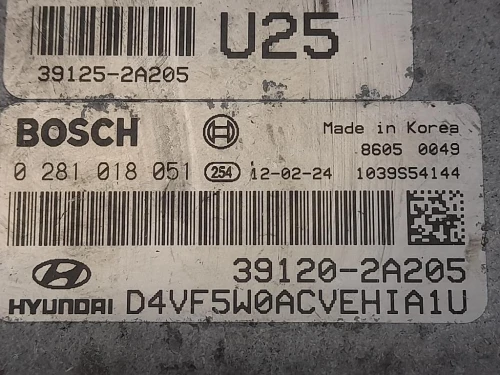 U25
39125-2A205
BOSCH
Made in Korea
8605 0049
0 281 018 051 254 12-02-24 1039S54144
39120-2A205
HYUNDAI D4VF5W0ACVEHIA1U